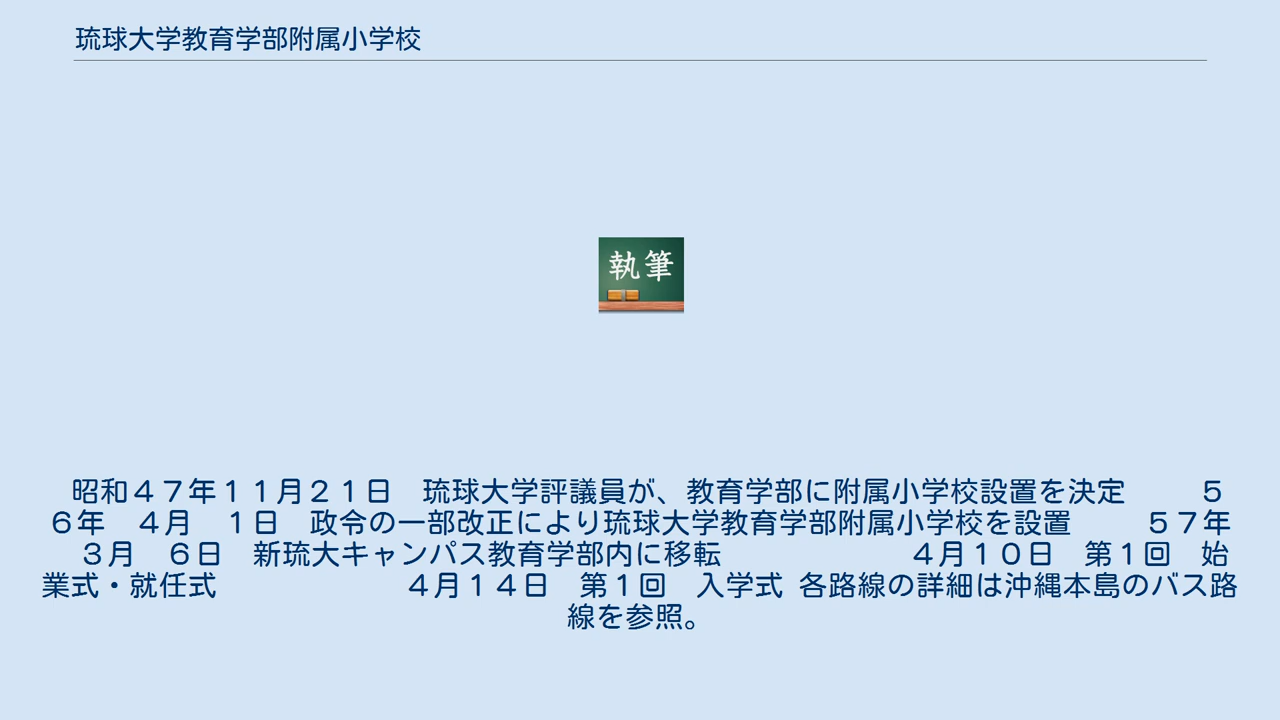 琉球大学教育学部附属小学校
執筆
昭和４７年１１月２１日　琉球大学評議員が、教育学部に附属小学校設置を決定　　　５
６年　４月　１日　政令の一部改正により琉球大学教育学部附属小学校を設置　　　５７年
３月　６日　新琉大キャンパス教育学部内に移転　　　　　　　４月１０日　第１回　始
業式・就任式　　　　　　　４月１４日　第１回　入学式 各路線の詳細は沖縄本島のバス路
線を参照。